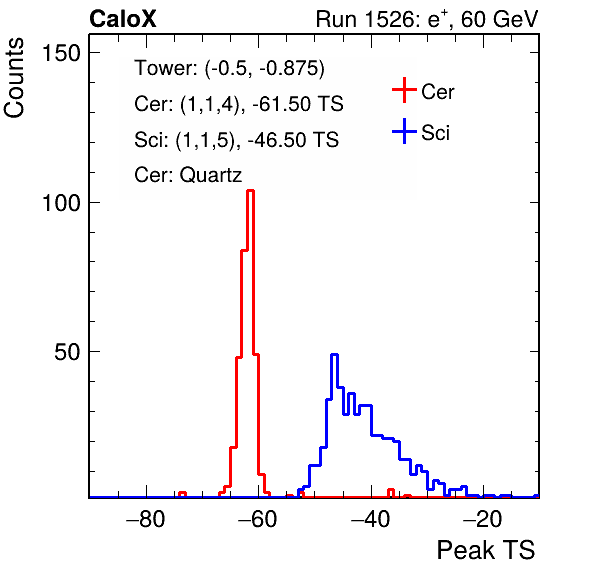 CaloX Run 1526: e⁺, 60 GeV
Counts
150
100
50
Tower: (-0.5, -0.875)
Cer: (1,1,4), -61.50 TS
Sci: (1,1,5), -46.50 TS
Cer: Quartz
Cer
Sci
−80 −60 −40 −20
Peak TS